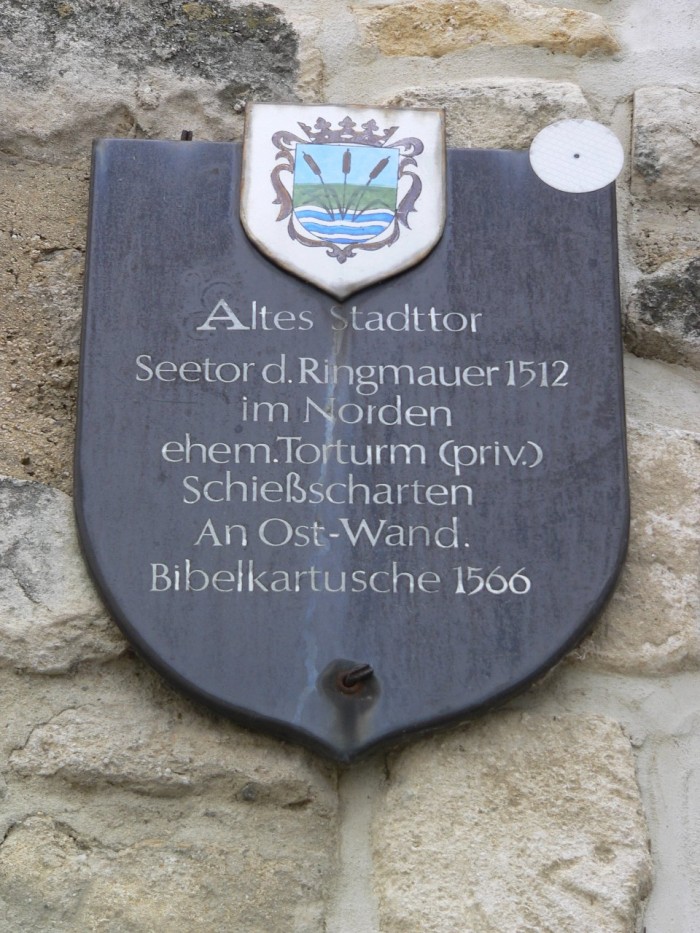 Altes Stadttor
Seetor d. Ringmauer 1512
im Norden
ehem. Torturm (priv.)
Schießscharten
An Ost-Wand.
Bibelkartusche 1566